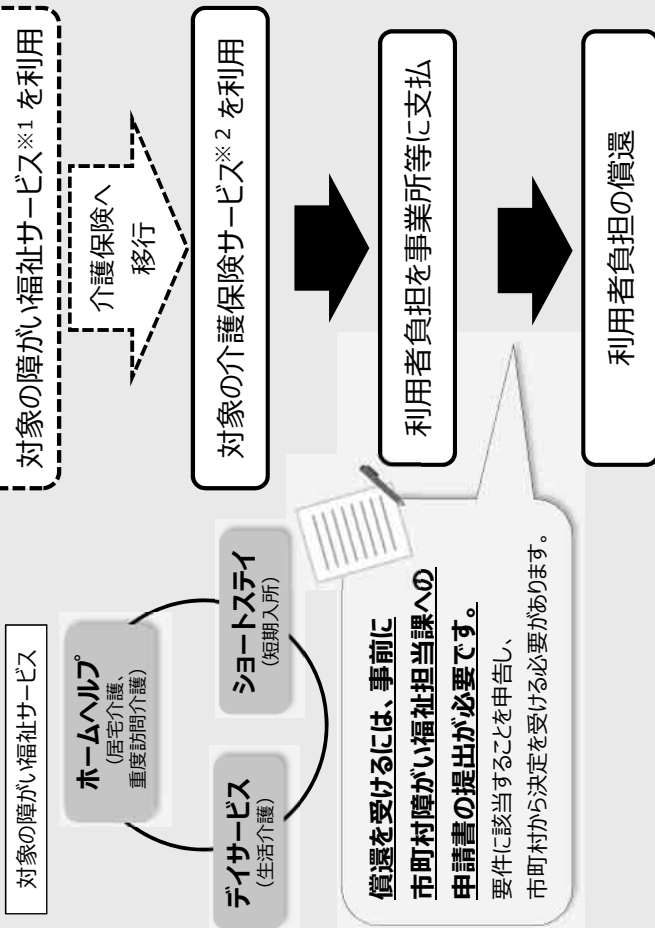 対象の障がい福祉サービス
ホームヘルプ
(居宅介護、
重度訪問介護)
デイサービス
(生活介護)
ショートステイ
(短期入所)
償還を受けるには、事前に
市町村障がい福祉担当課への
申請書の提出が必要です。
要件に該当することを申告し、
市町村から決定を受ける必要があります。
対象の障がい福祉サービス※1 を利用
介護保険へ
移行
対象の介護保険サービス※2 を利用
利用者負担を事業所等に支払
利用者負担の償還